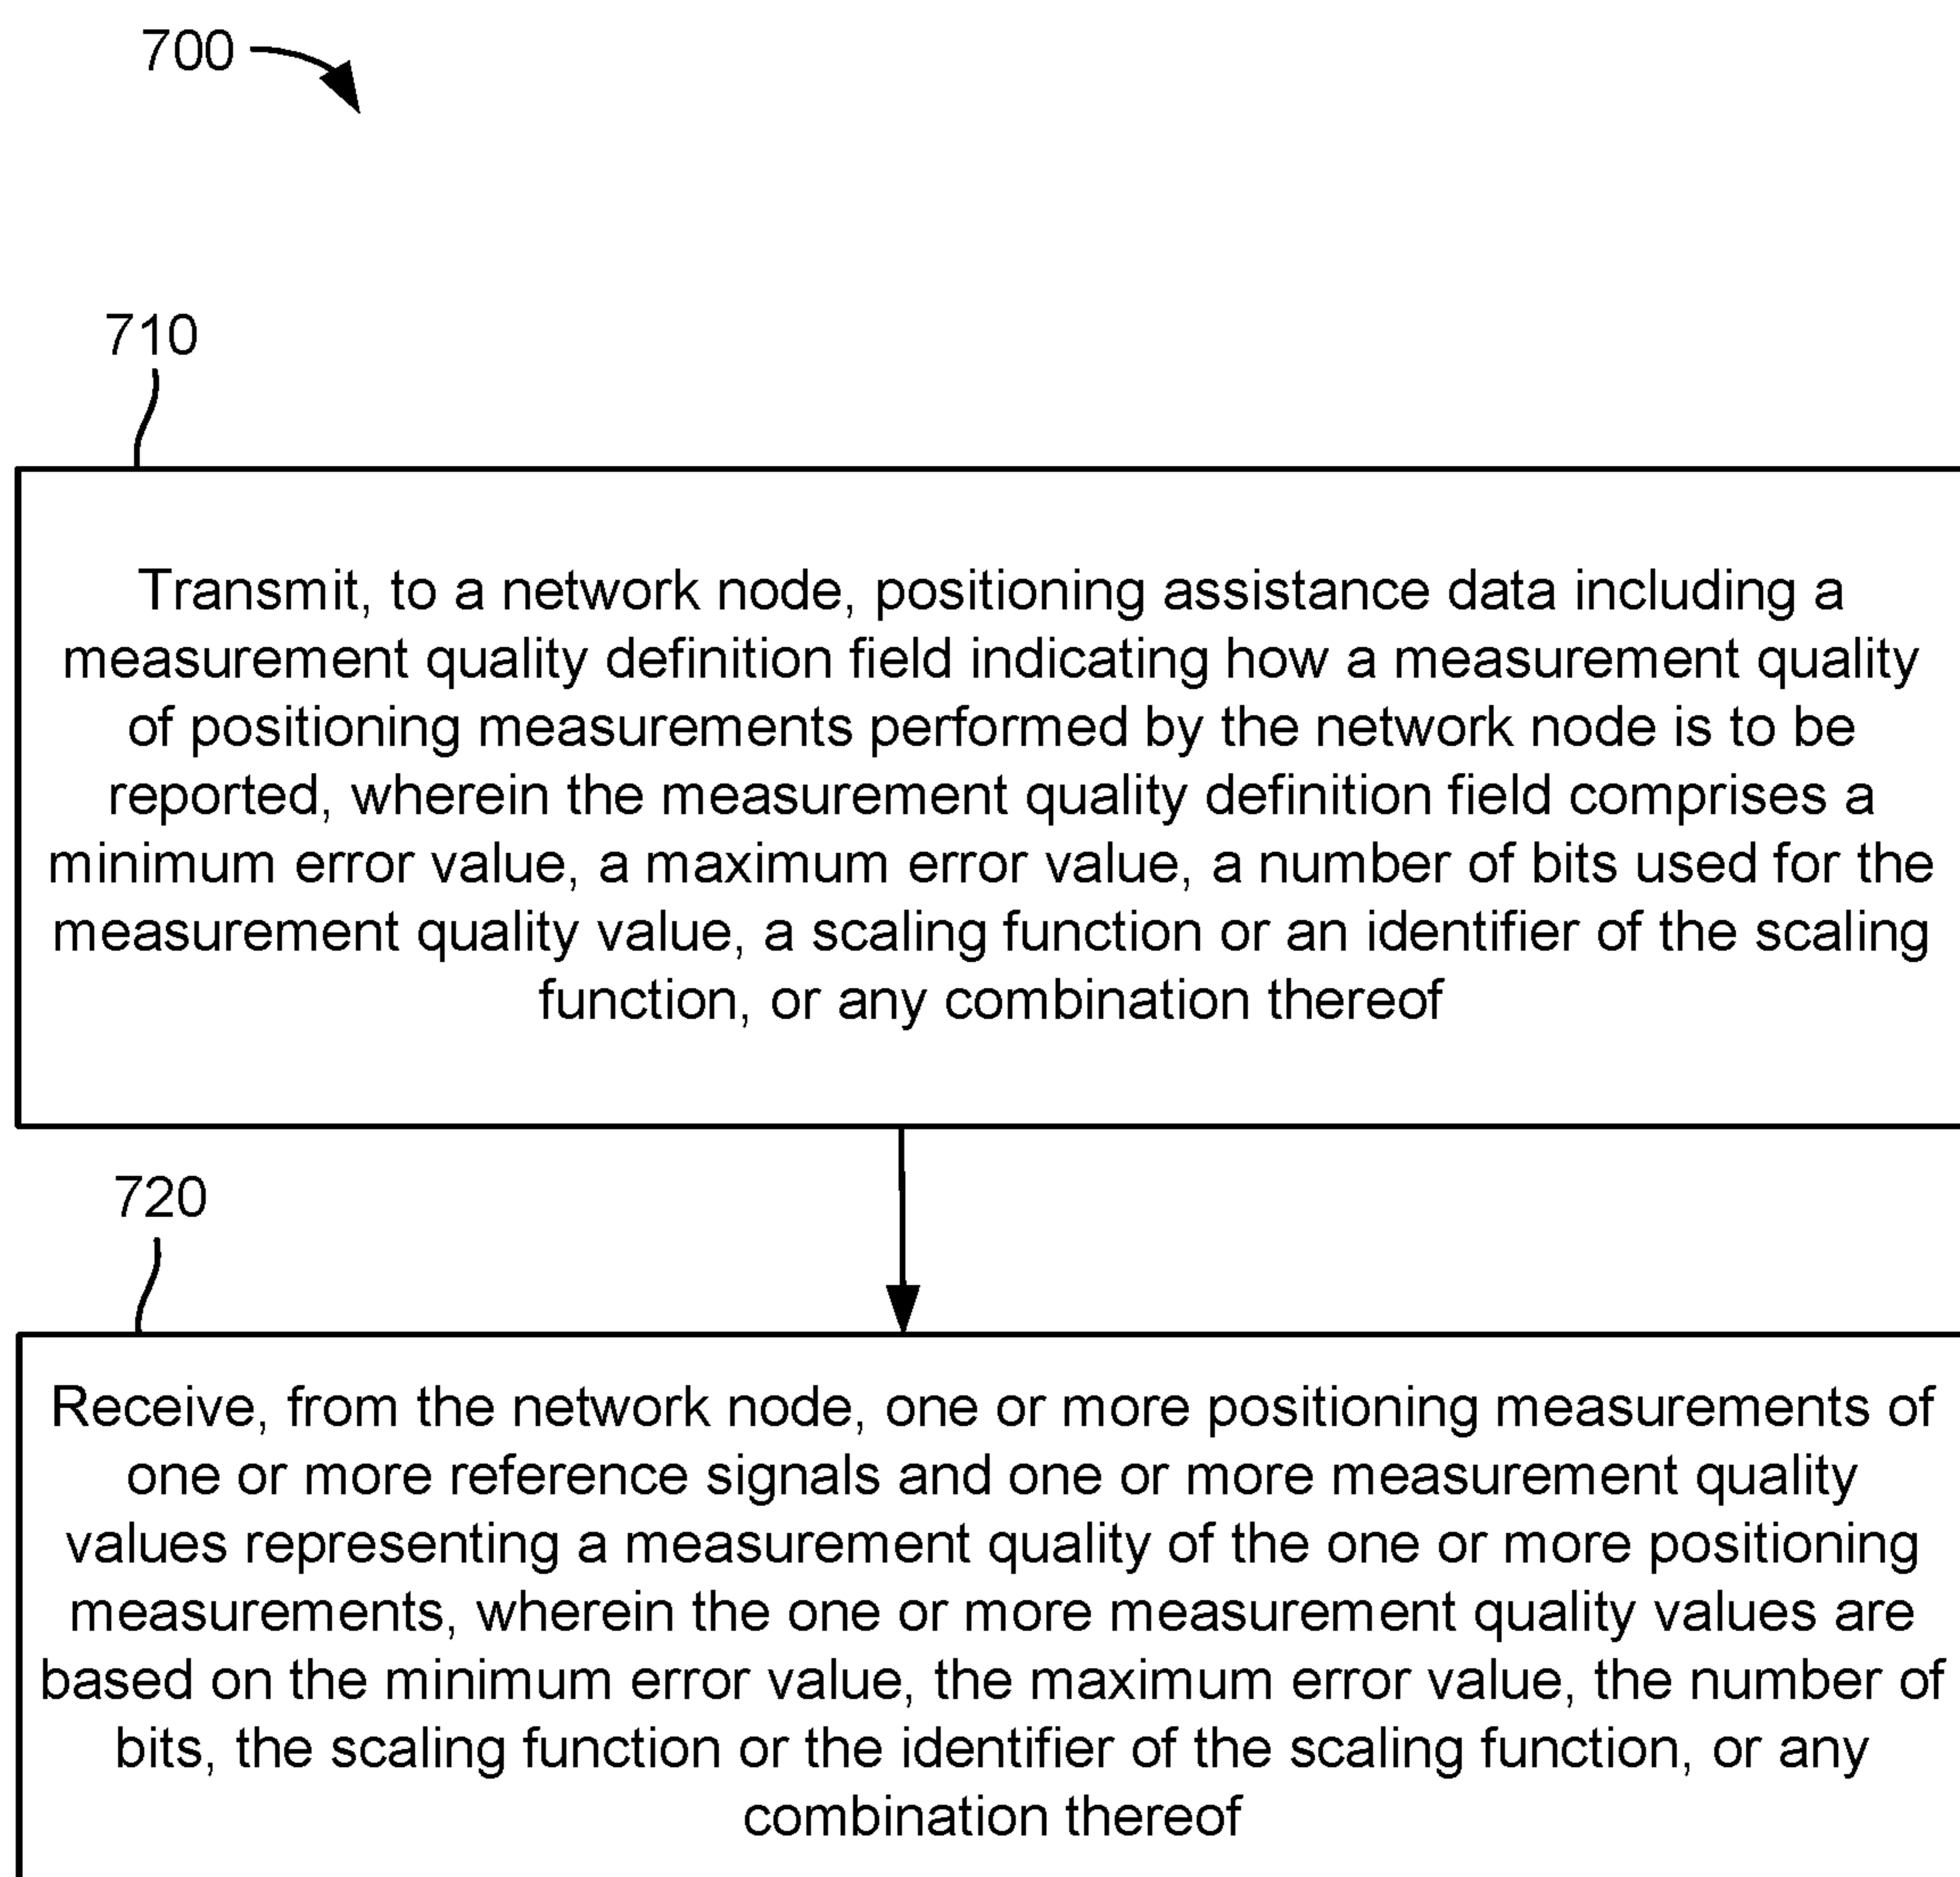 700
710
Transmit, to a network node, positioning assistance data including a
measurement quality definition field indicating how a measurement quality
of positioning measurements performed by the network node is to be
reported, wherein the measurement quality definition field comprises a
minimum error value, a maximum error value, a number of bits used for the
measurement quality value, a scaling function or an identifier of the scaling
function, or any combination thereof
720
Receive, from the network node, one or more positioning measurements of
one or more reference signals and one or more measurement quality
values representing a measurement quality of the one or more positioning
measurements, wherein the one or more measurement quality values are
based on the minimum error value, the maximum error value, the number of
bits, the scaling function or the identifier of the scaling function, or any
combination thereof